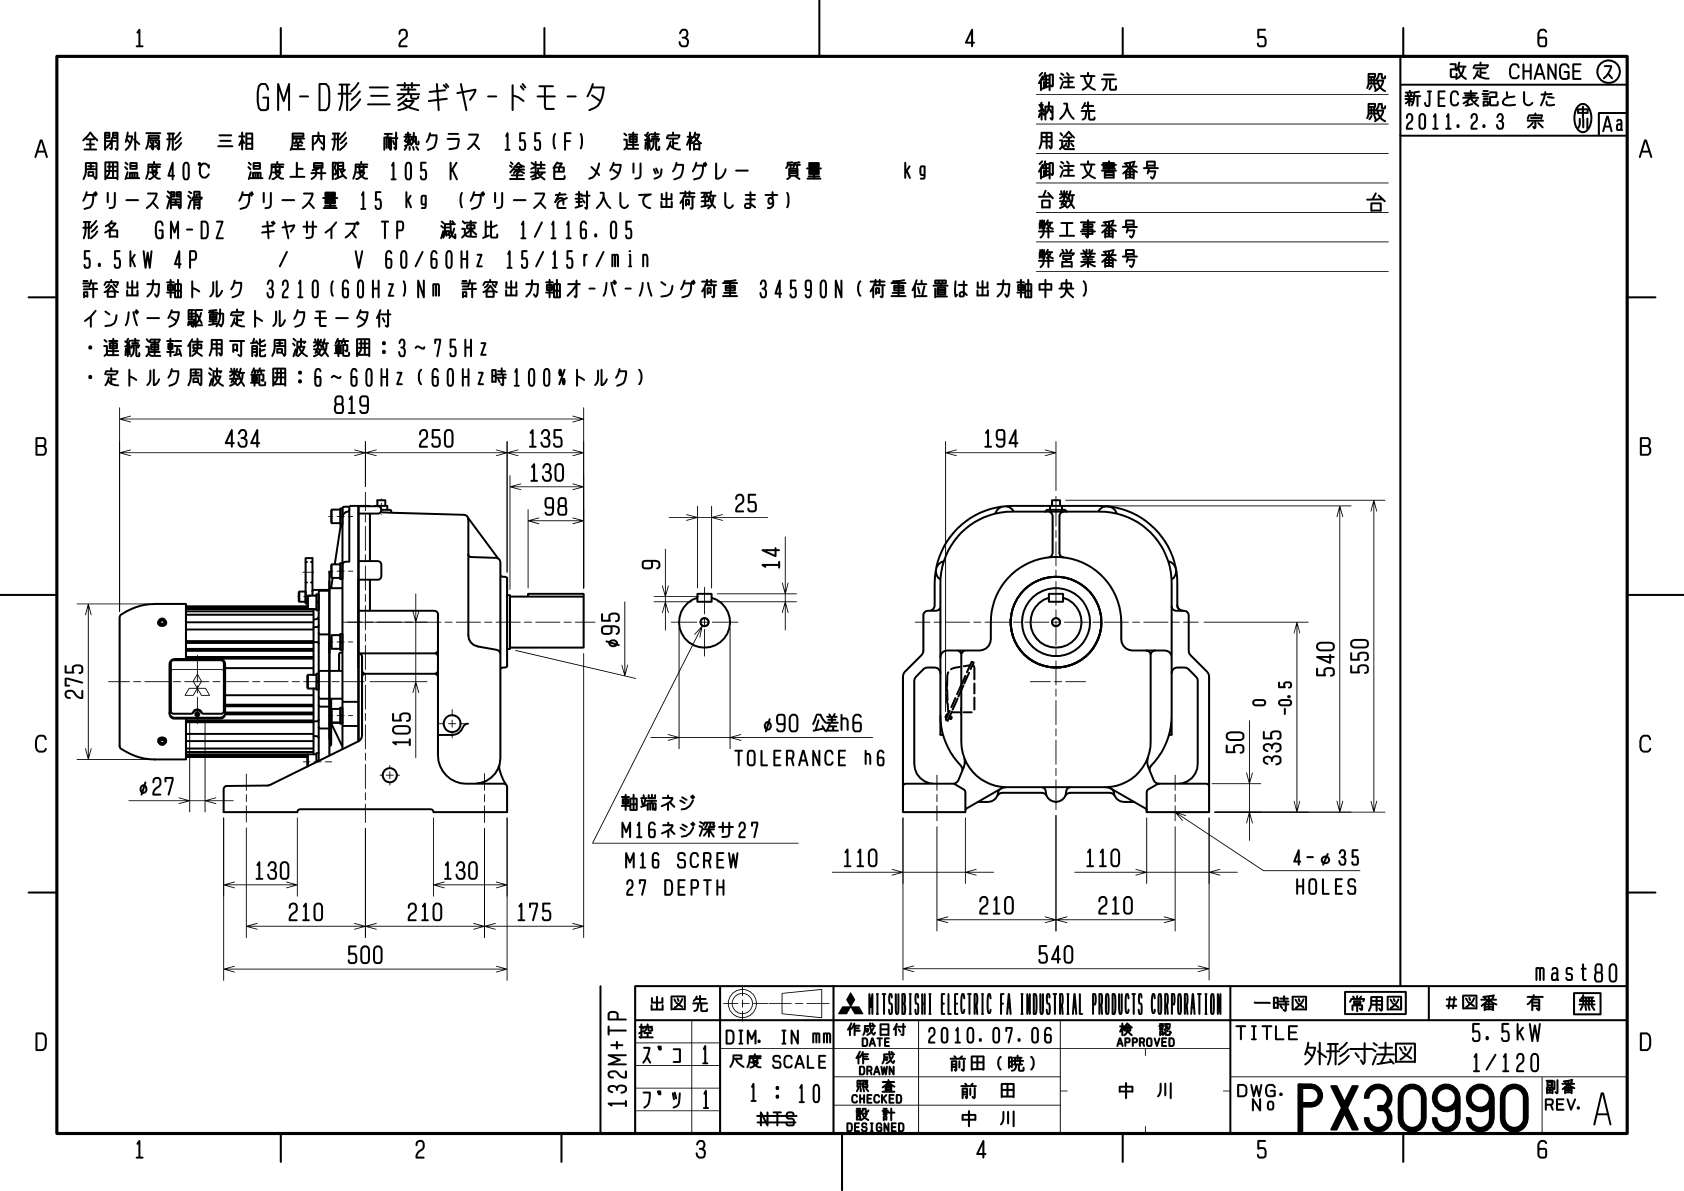 1 2 3 4 5 6
GM-D形三菱ギヤードモータ
全閉外扇形 三相 屋内形 耐熱クラス 155(F) 連続定格
周囲温度40℃ 温度上昇限度 105 K 塗装色 メタリックグレー 質量 kg
グリース潤滑 グリース量 15 kg (グリースを封入して出荷致します)
形名 GM-DZ ギヤサイズ TP 減速比 1/116.05
5.5kW 4P / V 60/60Hz 15/15r/min
許容出力軸トルク 3210(60Hz)Nm 許容出力軸オーバーハング荷重 34590N(荷重位置は出力軸中央)
インバータ駆動定トルクモータ付
・連続運転使用可能周波数範囲：3~75Hz
・定トルク周波数範囲：6~60Hz(60Hz時100%トルク)
御注文元 殿
納入先 殿
用途
御注文書番号
台数 台
弊工事番号
弊営業番号
改定 CHANGE ス
新JEC表記とした
2011.2.3 宗 Aa
A A
B B
C C
D D
819
434 250 135
130
98
275
φ27
105
φ95
130 130
210 210 175
500
25
9
14
φ90 公差h6
TOLERANCE h6
軸端ネジ
M16ネジ深サ27
M16 SCREW
27 DEPTH
194
540
550
50
335 0 -0.5
110 110
210 210
540
4-φ35
HOLES
mast80
132M+TP
出図先
控
ズコ 1
ブツ 1
DIM. IN mm
尺度 SCALE
1 : 10
NTS
MITSUBISHI ELECTRIC FA INDUSTRIAL PRODUCTS CORPORATION
作成日付 DATE 2010.07.06
検 認 APPROVED
作 成 DRAWN 前田(暁)
照 査 CHECKED 前 田
中 川
設 計 DESIGNED 中 川
一時図 常用図 #図番 有 無
TITLE 外形寸法図
5.5kW
1/120
DWG. No PX30990
副番 REV. A
1 2 3 4 5 6